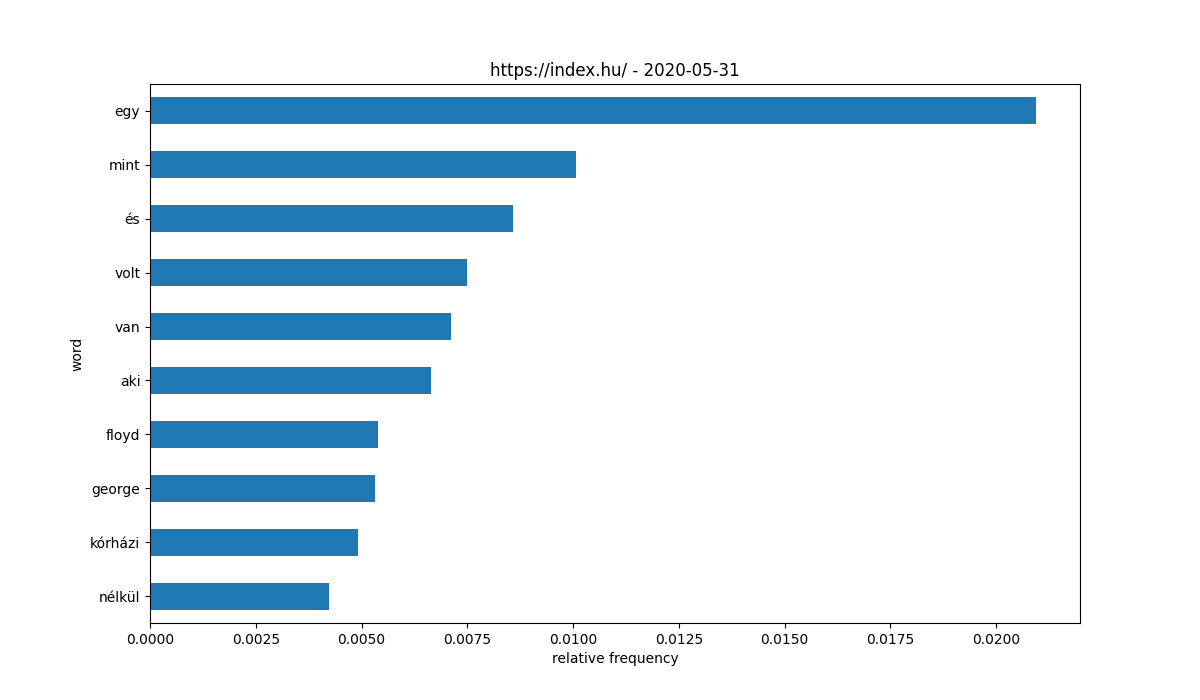 https://index.hu/ - 2020-05-31
egy
mint
és
volt
van
aki
floyd
george
kórházi
nélkül
word
0.0000 0.0025 0.0050 0.0075 0.0100 0.0125 0.0150 0.0175 0.0200
relative frequency